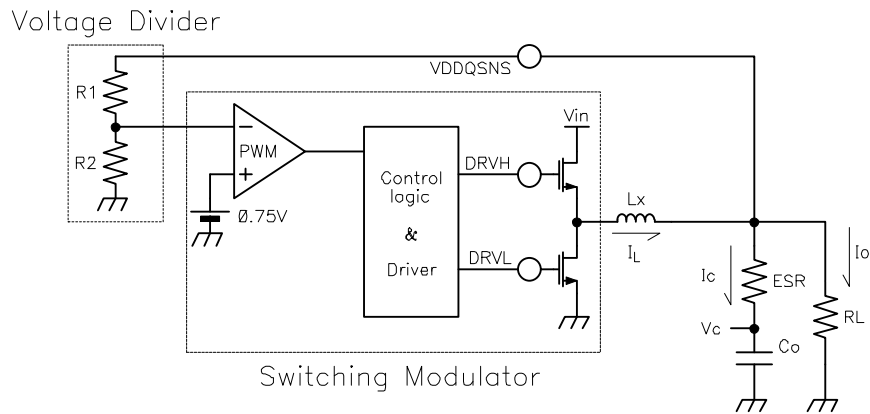 Voltage Divider
VDDQSNS
R1
R2
Vin
PWM
−
+
0.75V
Control
logic
&
Driver
DRVH
DRVL
Lx
IL
Ic
ESR
Io
Vc
Co
RL
Switching Modulator